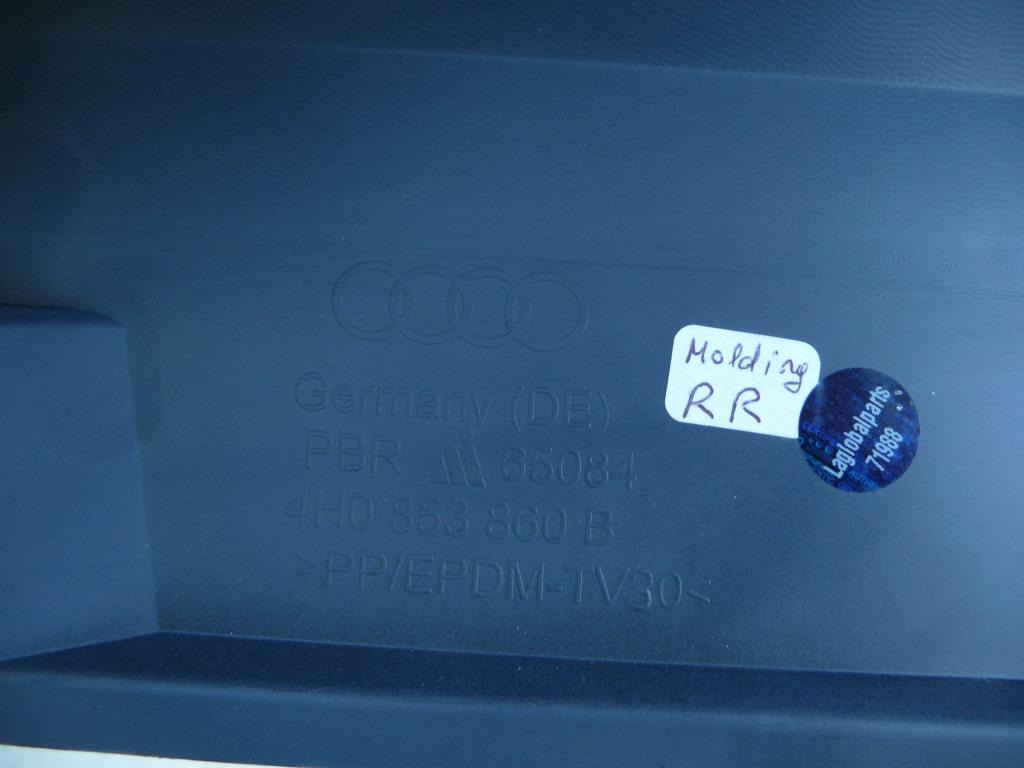 Germany (DE)
PBR 65084
4H0 853 860 B
>PP/EPDM-TV30<
Molding
RR
Laglobalparts
71988